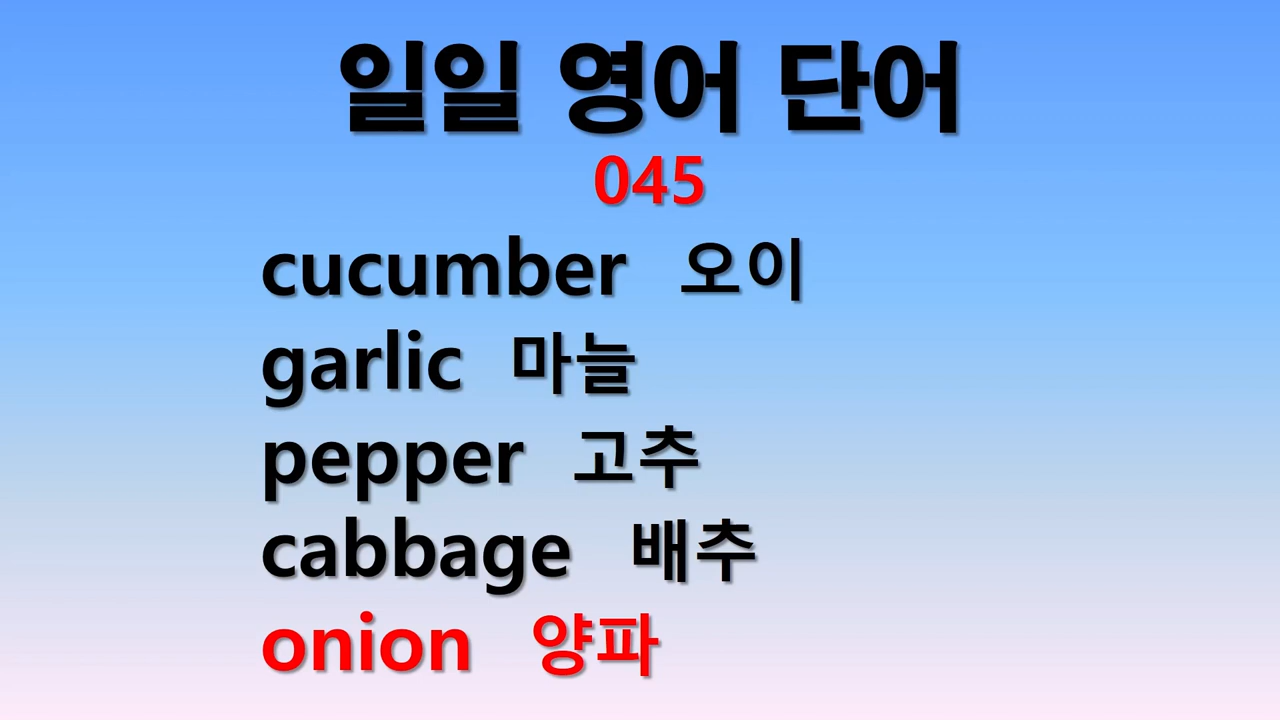 일일 영어 단어
045
cucumber 오이
garlic 마늘
pepper 고추
cabbage 배추
onion 양파